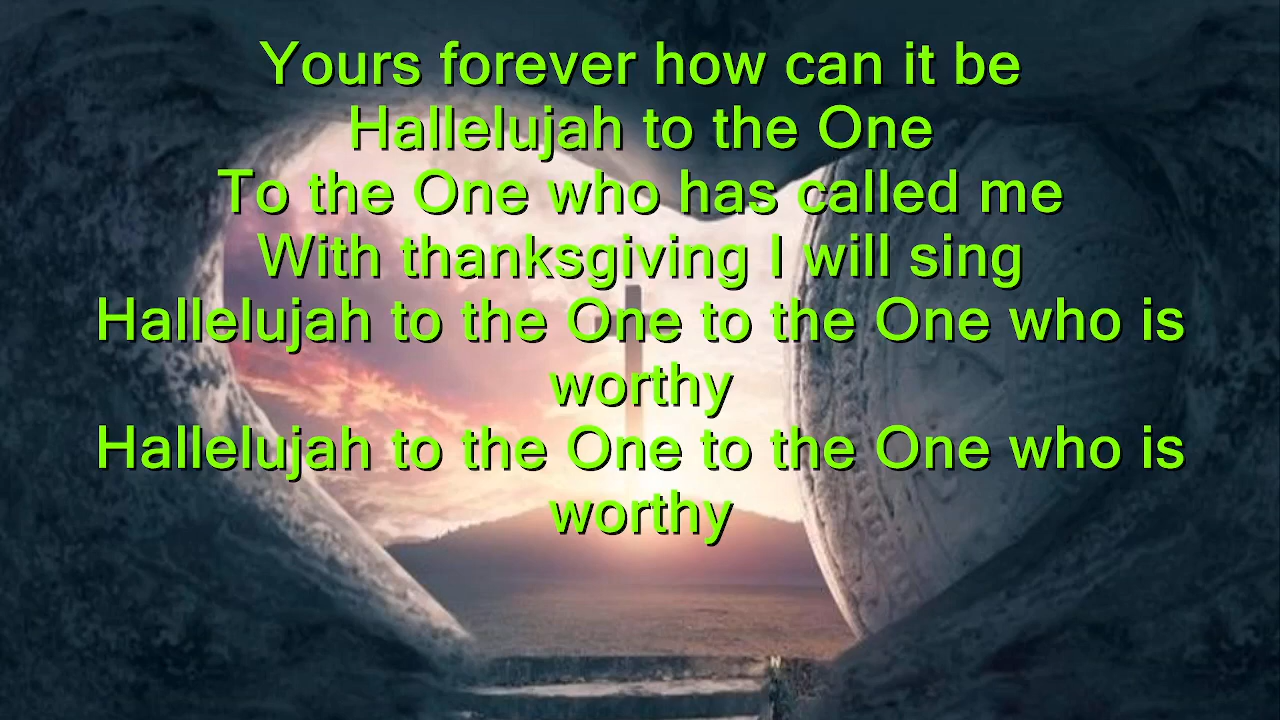 Yours forever how can it be
Hallelujah to the One
To the One who has called me
With thanksgiving I will sing
Hallelujah to the One to the One who is
worthy
Hallelujah to the One to the One who is
worthy